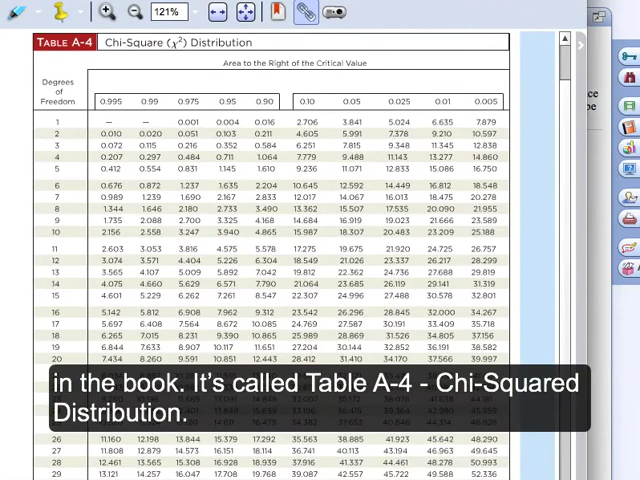 121%
TABLE A-4 Chi-Square (χ²) Distribution
Area to the Right of the Critical Value
Degrees
of
Freedom 0.995 0.99 0.975 0.95 0.90 0.10 0.05 0.025 0.01 0.005
1 — — 0.001 0.004 0.016 2.706 3.841 5.024 6.635 7.879
2 0.010 0.020 0.051 0.103 0.211 4.605 5.991 7.378 9.210 10.597
3 0.072 0.115 0.216 0.352 0.584 6.251 7.815 9.348 11.345 12.838
4 0.207 0.297 0.484 0.711 1.064 7.779 9.488 11.143 13.277 14.860
5 0.412 0.554 0.831 1.145 1.610 9.236 11.071 12.833 15.086 16.750
6 0.676 0.872 1.237 1.635 2.204 10.645 12.592 14.449 16.812 18.548
7 0.989 1.239 1.690 2.167 2.833 12.017 14.067 16.013 18.475 20.278
8 1.344 1.646 2.180 2.733 3.490 13.362 15.507 17.535 20.090 21.955
9 1.735 2.088 2.700 3.325 4.168 14.684 16.919 19.023 21.666 23.589
10 2.156 2.558 3.247 3.940 4.865 15.987 18.307 20.483 23.209 25.188
11 2.603 3.053 3.816 4.575 5.578 17.275 19.675 21.920 24.725 26.757
12 3.074 3.571 4.404 5.226 6.304 18.549 21.026 23.337 26.217 28.299
13 3.565 4.107 5.009 5.892 7.042 19.812 22.362 24.736 27.688 29.819
14 4.075 4.660 5.629 6.571 7.790 21.064 23.685 26.119 29.141 31.319
15 4.601 5.229 6.262 7.261 8.547 22.307 24.996 27.488 30.578 32.801
16 5.142 5.812 6.908 7.962 9.312 23.542 26.296 28.845 32.000 34.267
17 5.697 6.408 7.564 8.672 10.085 24.769 27.587 30.191 33.409 35.718
18 6.265 7.015 8.231 9.390 10.865 25.989 28.869 31.526 34.805 37.156
19 6.844 7.633 8.907 10.117 11.651 27.204 30.144 32.852 36.191 38.582
20 7.434 8.260 9.591 10.851 12.443 28.412 31.410 34.170 37.566 39.997
in the book. It's called Table A-4 - Chi-Squared
Distribution.
26 11.160 12.198 13.844 15.379 17.292 35.563 38.885 41.923 45.642 48.290
27 11.808 12.879 14.573 16.151 18.114 36.741 40.113 43.194 46.963 49.645
28 12.461 13.565 15.308 16.928 18.939 37.916 41.337 44.461 48.278 50.993
29 13.121 14.257 16.047 17.708 19.768 39.087 42.557 45.722 49.588 52.336